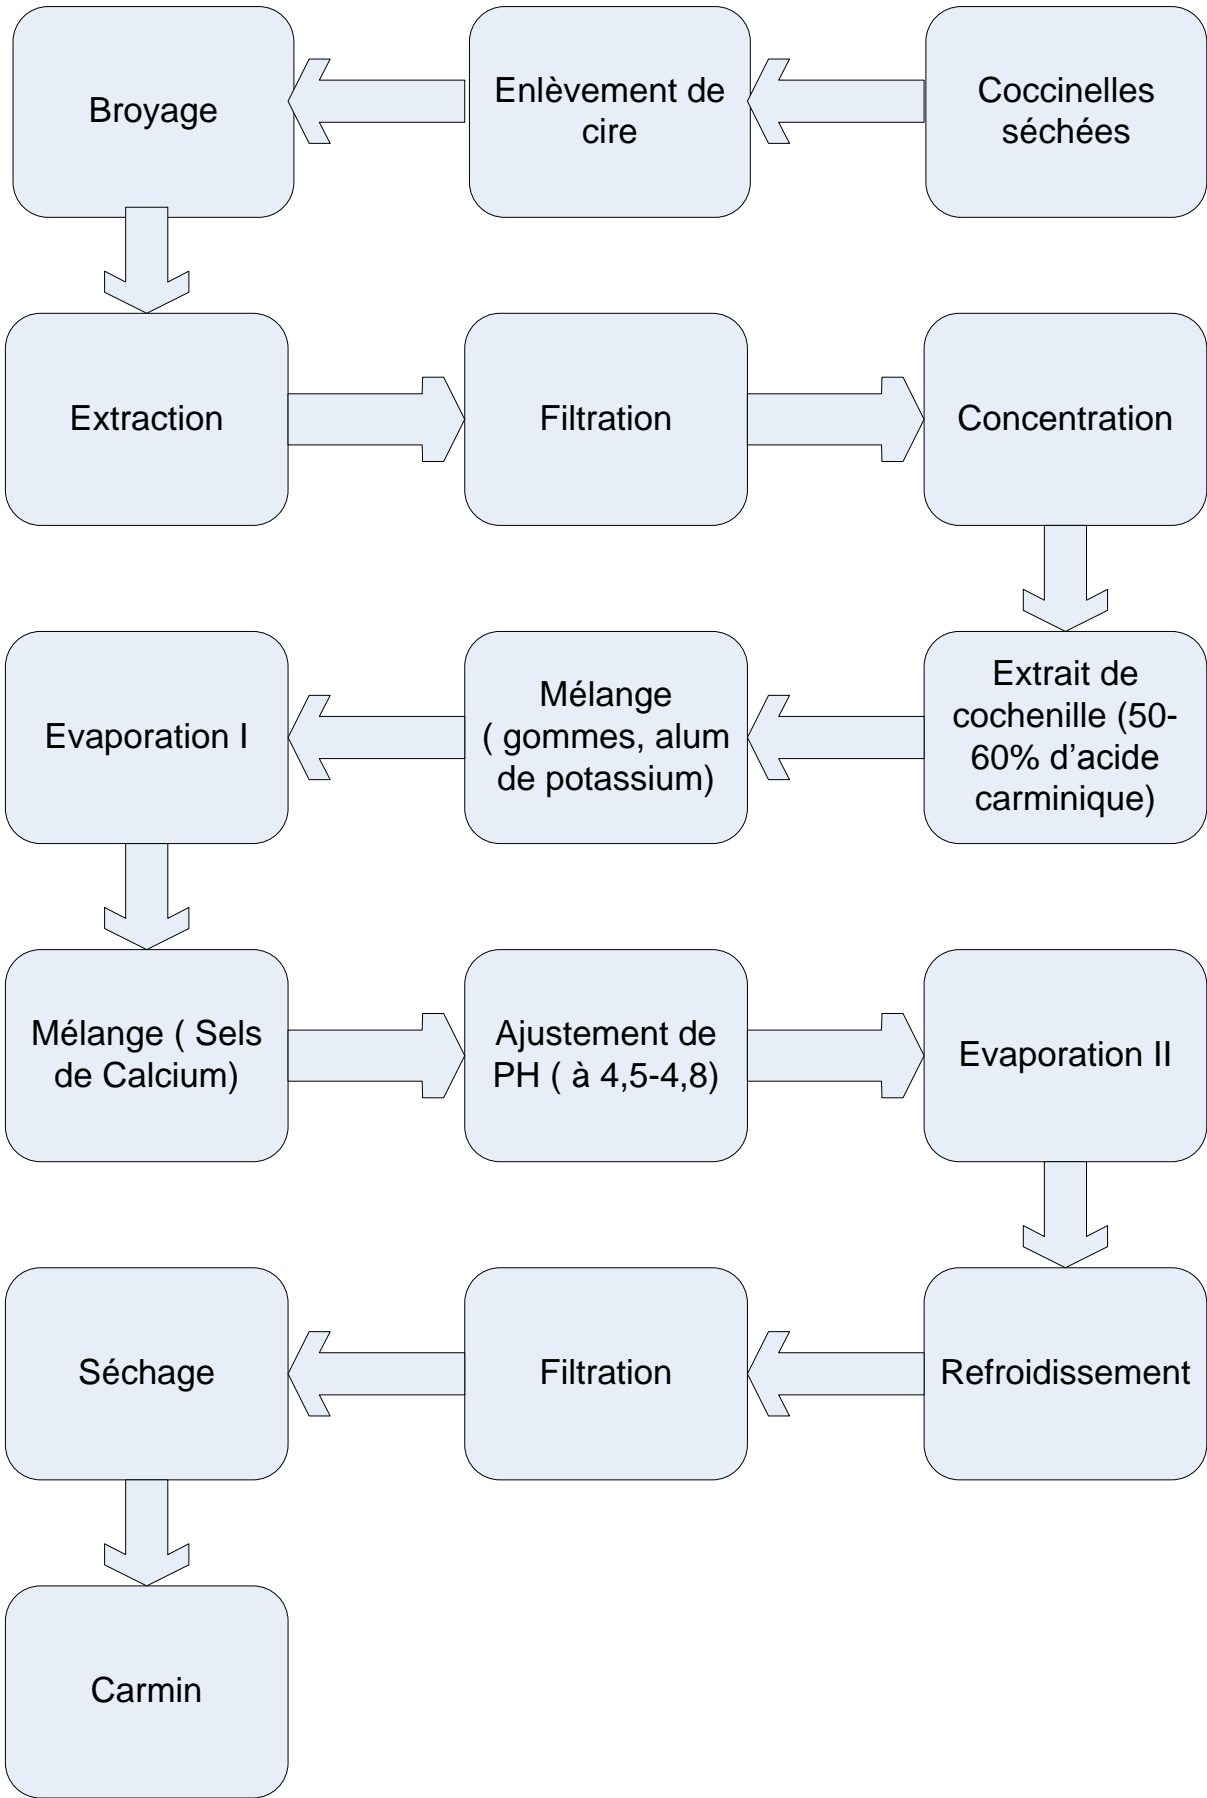 Broyage
Enlèvement de
cire
Coccinelles
séchées
Extraction
Filtration
Concentration
Evaporation I
Mélange
( gommes, alum
de potassium)
Extrait de
cochenille (50-
60% d’acide
carminique)
Mélange ( Sels
de Calcium)
Ajustement de
PH ( à 4,5-4,8)
Evaporation II
Séchage
Filtration
Refroidissement
Carmin